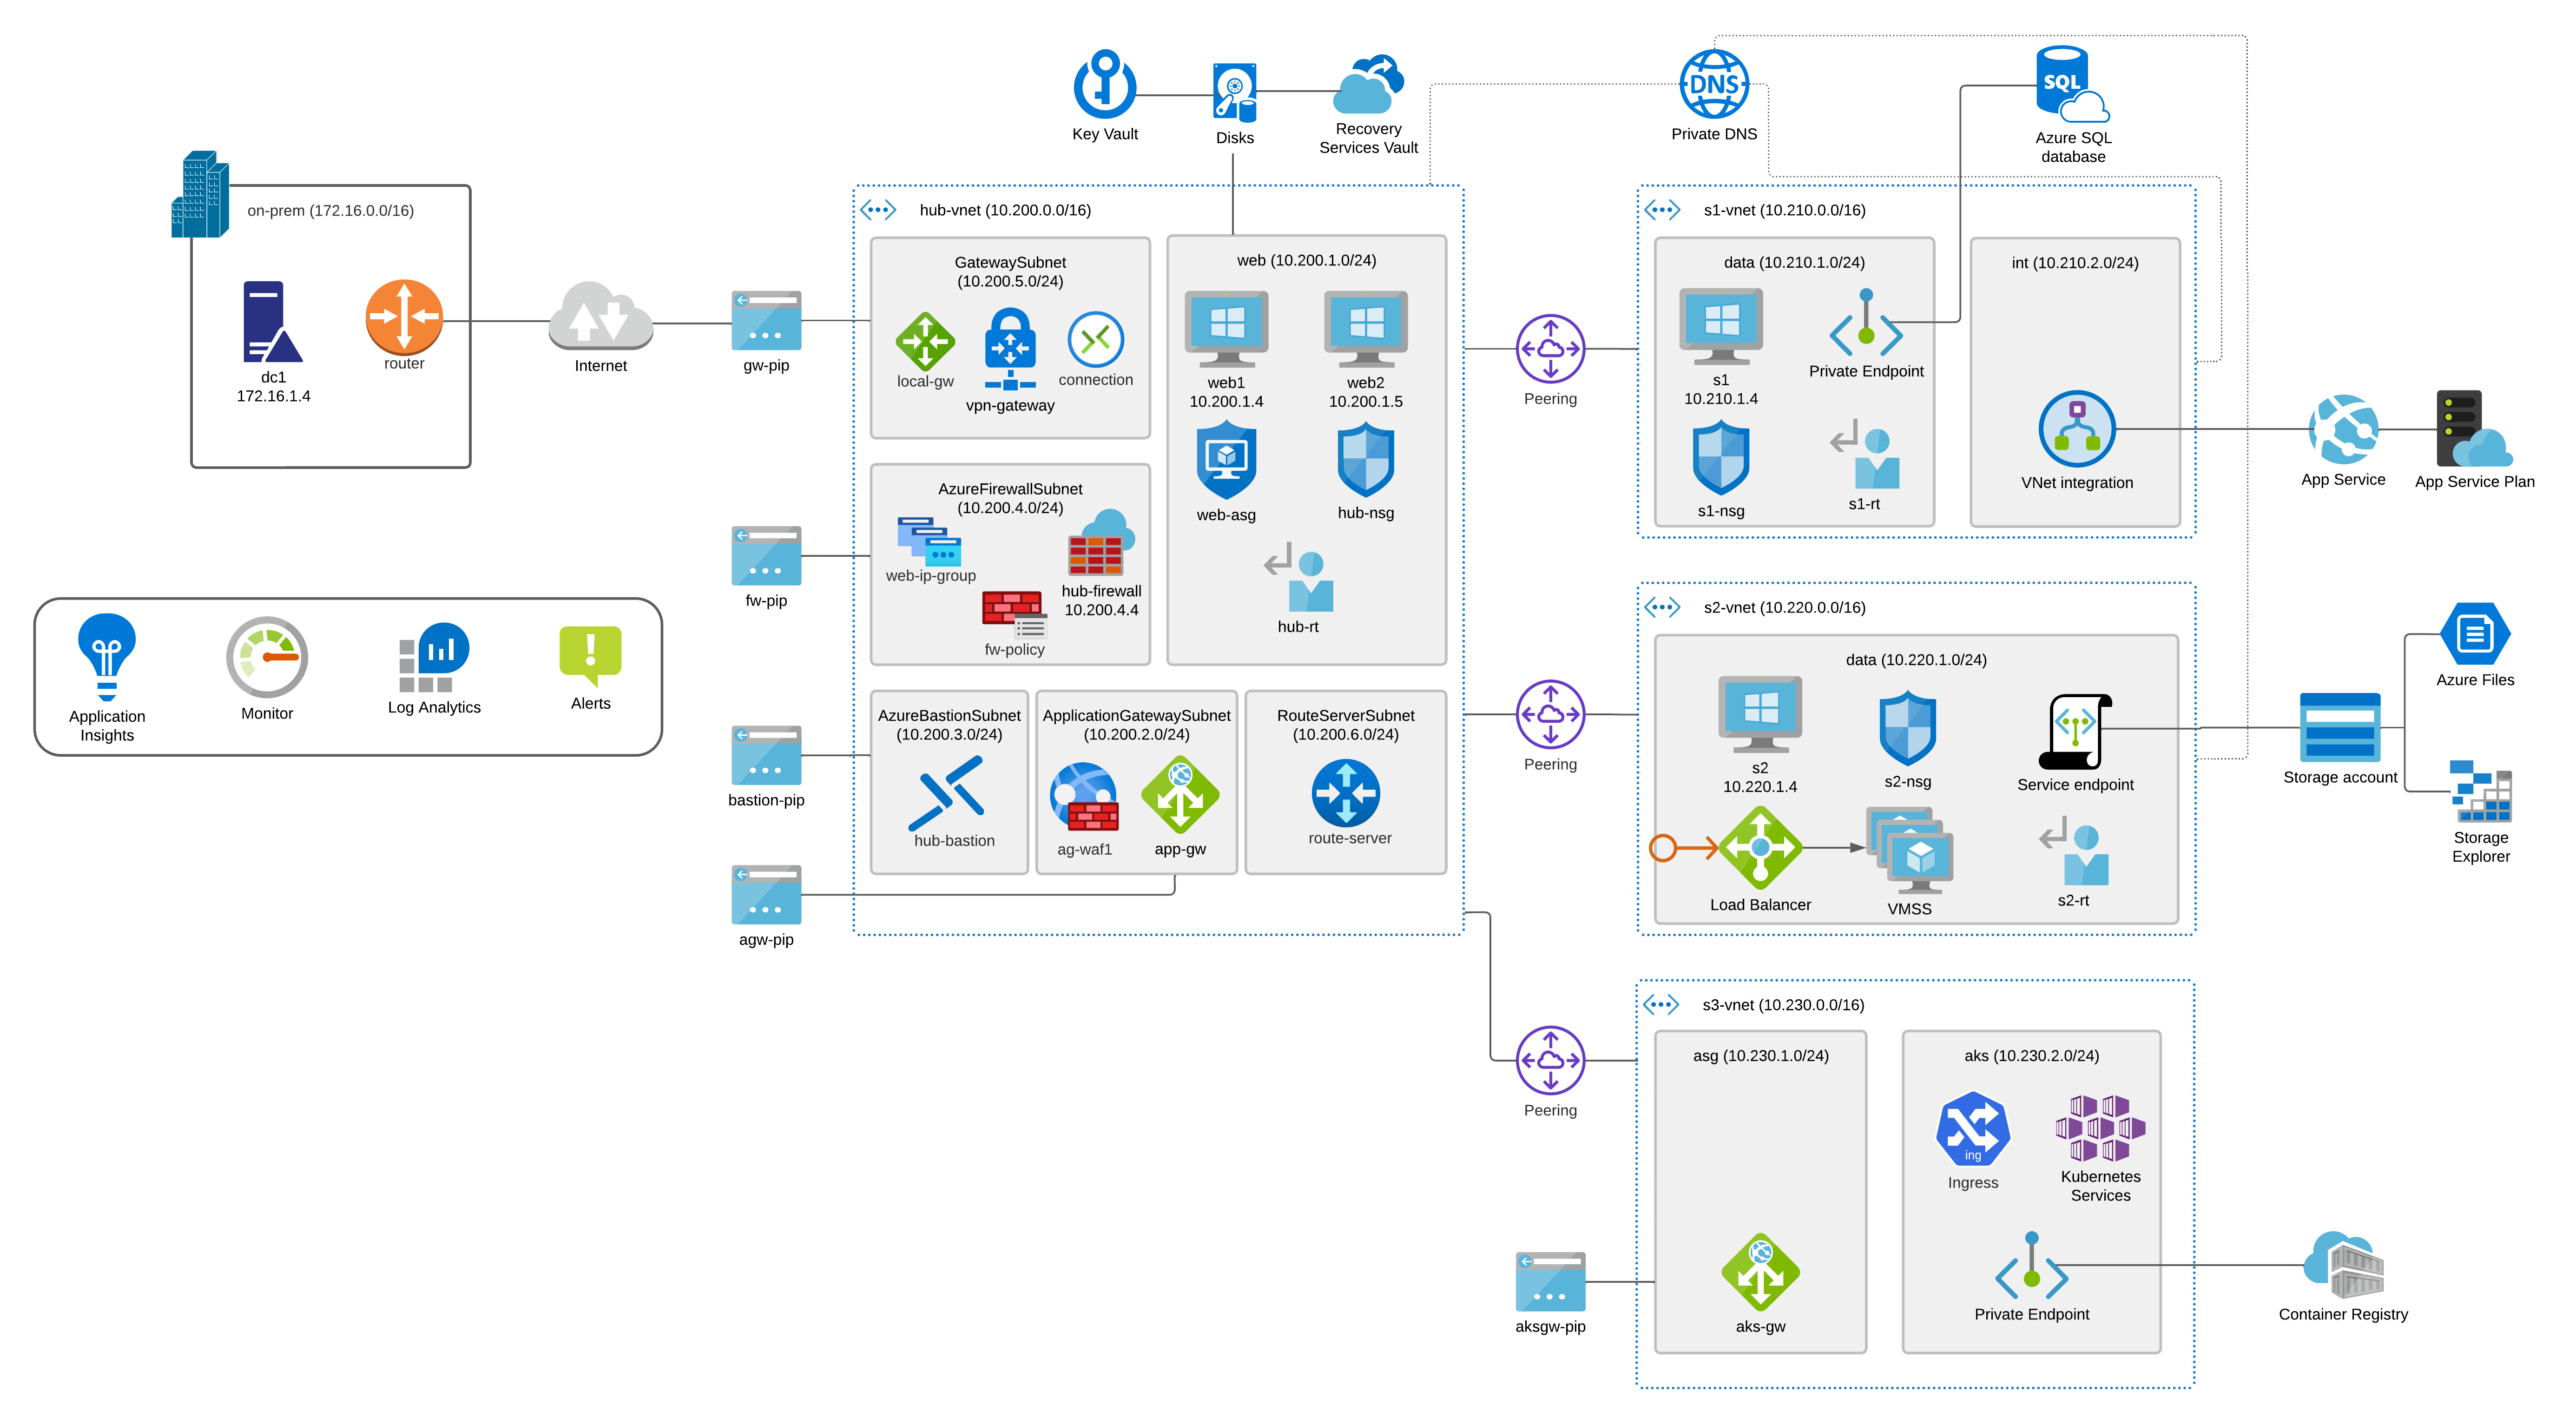 Key Vault
Disks
Recovery
Services Vault
DNS
Private DNS
SQL
Azure SQL
database
on-prem (172.16.0.0/16)
dc1
172.16.1.4
router
Internet
gw-pip
fw-pip
bastion-pip
agw-pip
Application
Insights
Monitor
Log Analytics
Alerts
hub-vnet (10.200.0.0/16)
GatewaySubnet
(10.200.5.0/24)
local-gw
vpn-gateway
connection
web (10.200.1.0/24)
web1
10.200.1.4
web2
10.200.1.5
web-asg
hub-nsg
hub-rt
AzureFirewallSubnet
(10.200.4.0/24)
web-ip-group
hub-firewall
10.200.4.4
fw-policy
AzureBastionSubnet
(10.200.3.0/24)
hub-bastion
ApplicationGatewaySubnet
(10.200.2.0/24)
ag-waf1
app-gw
RouteServerSubnet
(10.200.6.0/24)
route-server
Peering
Peering
Peering
s1-vnet (10.210.0.0/16)
data (10.210.1.0/24)
s1
10.210.1.4
Private Endpoint
s1-nsg
s1-rt
int (10.210.2.0/24)
VNet integration
App Service
App Service Plan
s2-vnet (10.220.0.0/16)
data (10.220.1.0/24)
s2
10.220.1.4
s2-nsg
Service endpoint
Load Balancer
VMSS
s2-rt
Storage account
Azure Files
Storage
Explorer
s3-vnet (10.230.0.0/16)
asg (10.230.1.0/24)
aks-gw
aksgw-pip
aks (10.230.2.0/24)
ing
Ingress
Kubernetes
Services
Private Endpoint
Container Registry